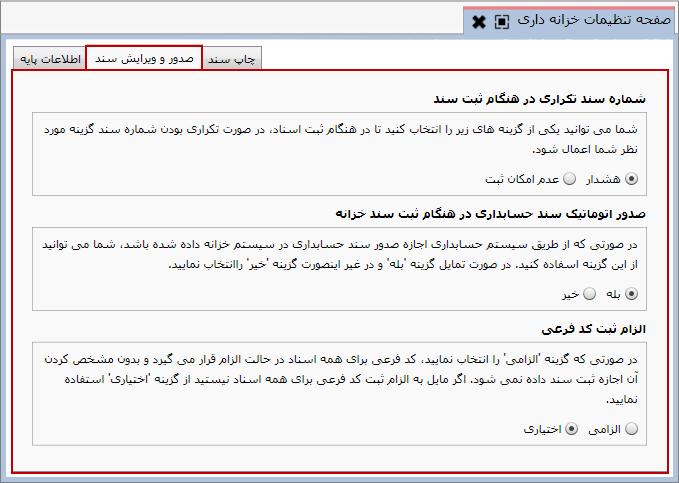 صفحه تنظیمات خزانه داری
چاپ سند
صدور و ویرایش سند
اطلاعات پایه
شماره سند تکراری در هنگام ثبت سند
شما می توانید یکی از گزینه های زیر را انتخاب کنید تا در هنگام ثبت اسناد، در صورت تکراری بودن شماره سند گزینه مورد
نظر شما اعمال شود.
هشدار عدم امکان ثبت
صدور اتوماتیک سند حسابداری در هنگام ثبت سند خزانه
در صورتی که از طریق سیستم حسابداری اجازه صدور سند حسابداری در سیستم خزانه داده شده باشد، شما می توانید
از این گزینه اسفاده کنید. در صورت تمایل گزینه 'بله' و در غیر اینصورت گزینه 'خیر' راانتخاب نمایید.
بله خیر
الزام ثبت کد فرعی
در صورتی که گزینه 'الزامی' را انتخاب نمایید، کد فرعی برای همه اسناد در حالت الزام قرار می گیرد و بدون مشخص کردن
آن اجازه ثبت سند داده نمی شود. اگر مایل به الزام ثبت کد فرعی برای همه اسناد نیستید از گزینه 'اختیاری' استفاده
نمایید.
الزامی اختیاری